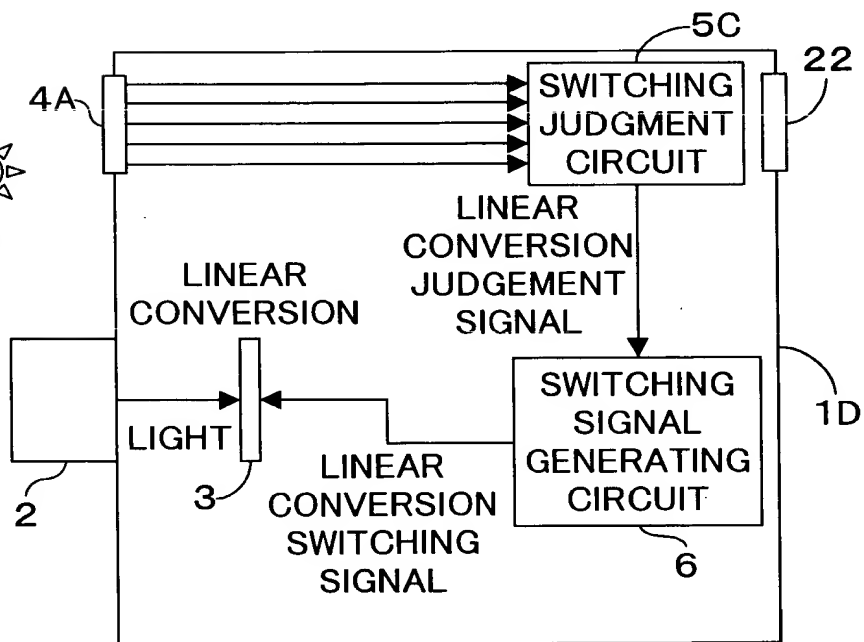 5C
22
4A
SWITCHING
JUDGMENT
CIRCUIT
LINEAR
CONVERSION
JUDGEMENT
SIGNAL
LINEAR
CONVERSION
SWITCHING
SIGNAL
GENERATING
CIRCUIT
1D
LIGHT
2
3
LINEAR
CONVERSION
SWITCHING
SIGNAL
6